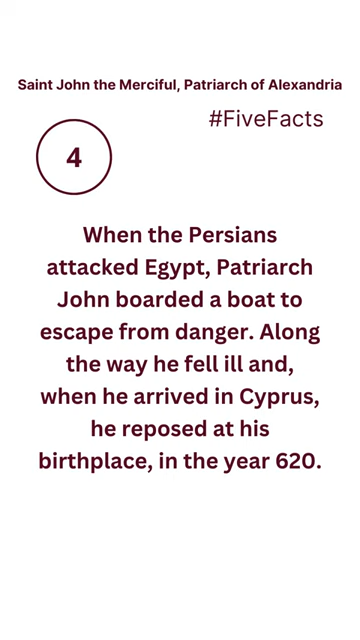 Saint John the Merciful, Patriarch of Alexandria
#FiveFacts
4
When the Persians
attacked Egypt, Patriarch
John boarded a boat to
escape from danger. Along
the way he fell ill and,
when he arrived in Cyprus,
he reposed at his
birthplace, in the year 620.